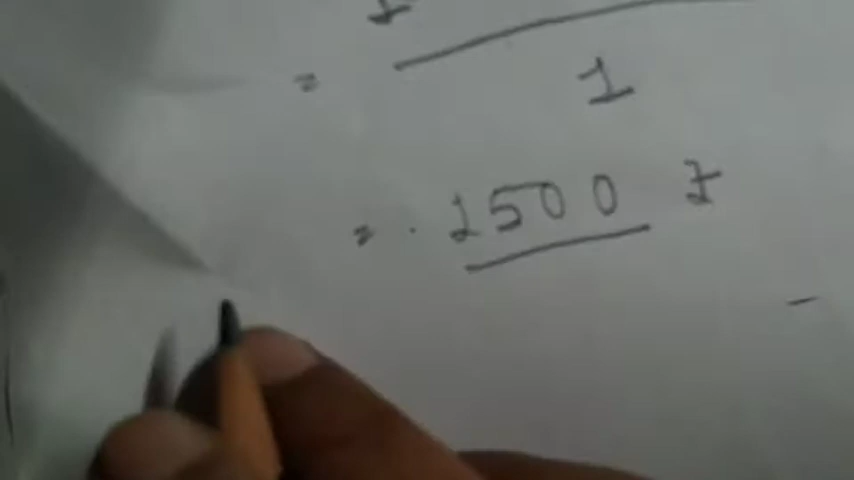 =
1
= . 1500 J